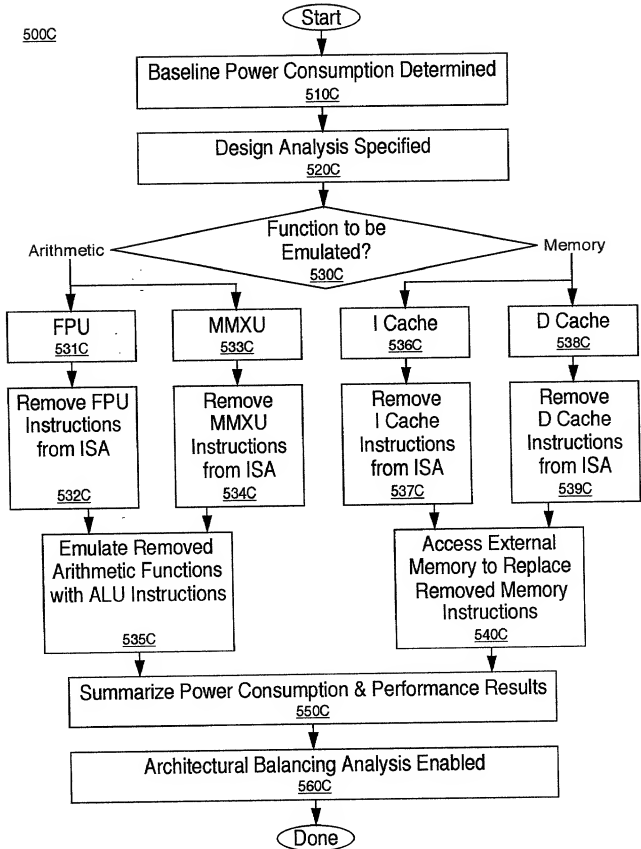 500C
Start
Baseline Power Consumption Determined
510C
Design Analysis Specified
520C
Function to be
Emulated?
530C
Arithmetic
Memory
FPU
531C
MMXU
533C
I Cache
536C
D Cache
538C
Remove FPU
Instructions
from ISA
532C
Remove
MMXU
Instructions
from ISA
534C
Remove
I Cache
Instructions
from ISA
537C
Remove
D Cache
Instructions
from ISA
539C
Emulate Removed
Arithmetic Functions
with ALU Instructions
535C
Access External
Memory to Replace
Removed Memory
Instructions
540C
Summarize Power Consumption & Performance Results
550C
Architectural Balancing Analysis Enabled
560C
Done